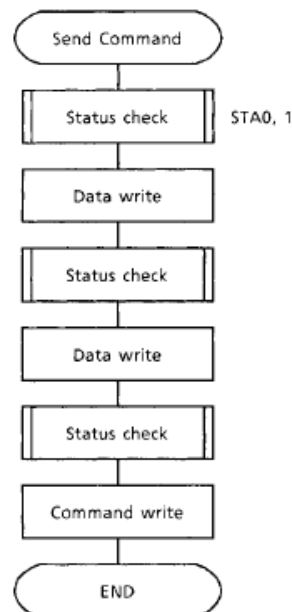 Send Command
Status check STA0, 1
Data write
Status check
Data write
Status check
Command write
END